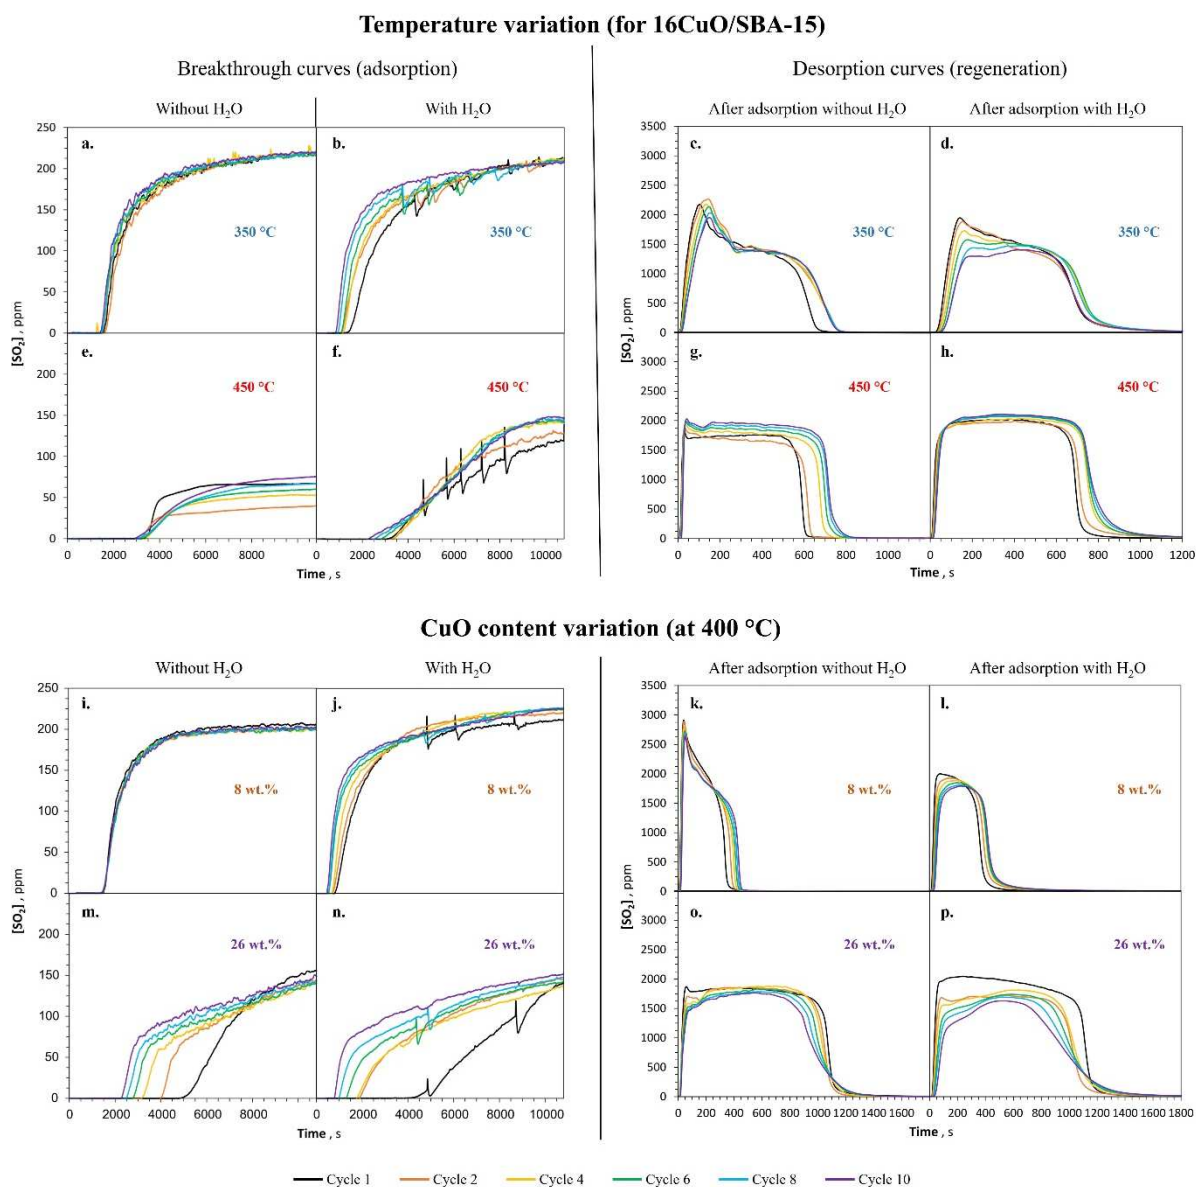 Temperature variation (for 16CuO/SBA-15)
Breakthrough curves (adsorption)
Desorption curves (regeneration)
Without H₂O
With H₂O
After adsorption without H₂O
After adsorption with H₂O
[SO₂] , ppm
250
200
150
100
50
0
a.
350 °C
b.
350 °C
3500
3000
2500
2000
1500
1000
500
0
c.
350 °C
d.
350 °C
200
150
100
50
0
e.
450 °C
f.
450 °C
3000
2500
2000
1500
1000
500
0
g.
450 °C
h.
450 °C
0 2000 4000 6000 8000
0 2000 4000 6000 8000 10000
Time , s
0 200 400 600 800
0 200 400 600 800 1000 1200
Time , s
CuO content variation (at 400 °C)
Without H₂O
With H₂O
After adsorption without H₂O
After adsorption with H₂O
[SO₂] , ppm
250
200
150
100
50
0
i.
8 wt.%
j.
8 wt.%
3500
3000
2500
2000
1500
1000
500
0
k.
8 wt.%
l.
8 wt.%
200
150
100
50
0
m.
26 wt.%
n.
26 wt.%
3000
2500
2000
1500
1000
500
0
o.
26 wt.%
p.
26 wt.%
0 2000 4000 6000 8000
0 2000 4000 6000 8000 10000
Time , s
0 200 400 600 800 1000 1200 1400 1600
0 200 400 600 800 1000 1200 1400 1600 1800
Time , s
Cycle 1 Cycle 2 Cycle 4 Cycle 6 Cycle 8 Cycle 10